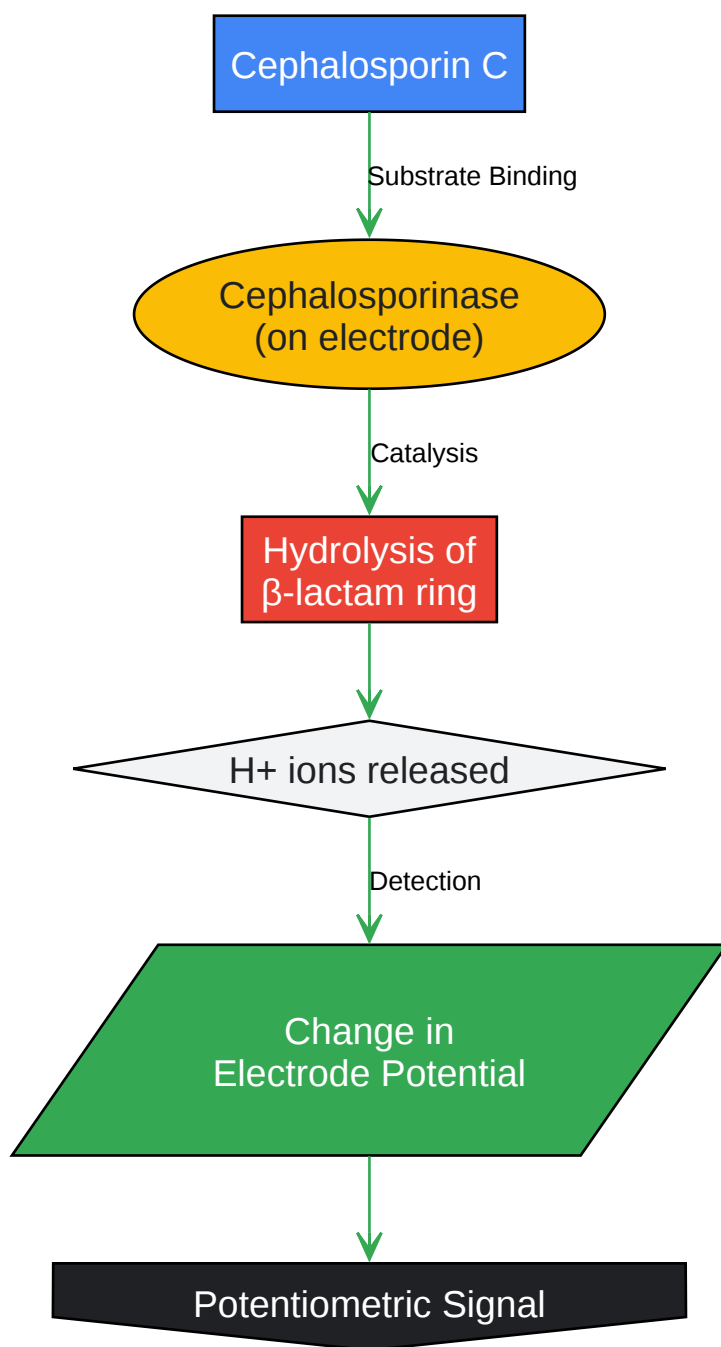 Cephalosporin C
Substrate Binding
Cephalosporinase
(on electrode)
Catalysis
Hydrolysis of
β-lactam ring
H+ ions released
Detection
Change in
Electrode Potential
Potentiometric Signal